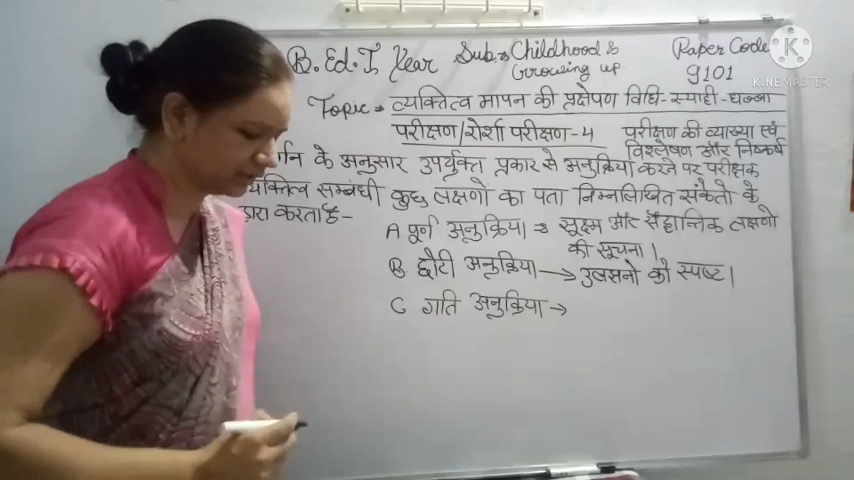 B. Ed. I Year Sub. → Childhood & Paper Code
Growing up 9101
Topic → व्यक्तित्व मापन की प्रक्षेपण विधि - स्याही - धब्बा
परीक्षण/रोर्शा परीक्षण-4 परीक्षण की व्याख्या एवं
विश्लेषण और निष्कर्ष
के अनुसार उपर्युक्त प्रकार से अनुक्रिया करने पर परीक्षक
व्यक्तित्व सम्बंधी कुछ लक्षणो का पता निम्नलिखित संकेतो के
द्वारा करता है -
A पूर्ण अनुक्रिया → सूक्ष्म और सैद्धान्तिक लक्षणो
की सूचना।
B छोटी अनुक्रिया → उलझनो को स्पष्ट।
C गति अनुक्रिया →
KINEMASTER